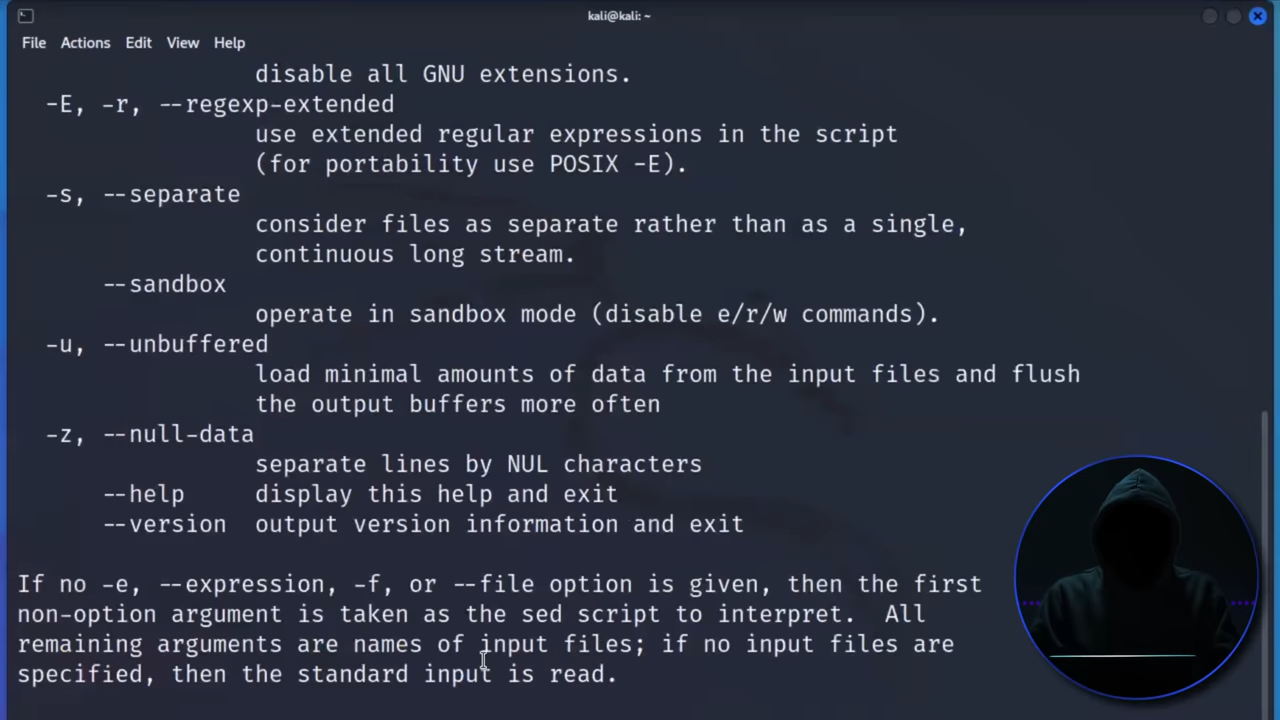 kali@kali: ~
File Actions Edit View Help
disable all GNU extensions.
-E, -r, --regexp-extended
use extended regular expressions in the script
(for portability use POSIX -E).
-s, --separate
consider files as separate rather than as a single,
continuous long stream.
--sandbox
operate in sandbox mode (disable e/r/w commands).
-u, --unbuffered
load minimal amounts of data from the input files and flush
the output buffers more often
-z, --null-data
separate lines by NUL characters
--help display this help and exit
--version output version information and exit
If no -e, --expression, -f, or --file option is given, then the first
non-option argument is taken as the sed script to interpret. All
remaining arguments are names of input files; if no input files are
specified, then the standard input is read.